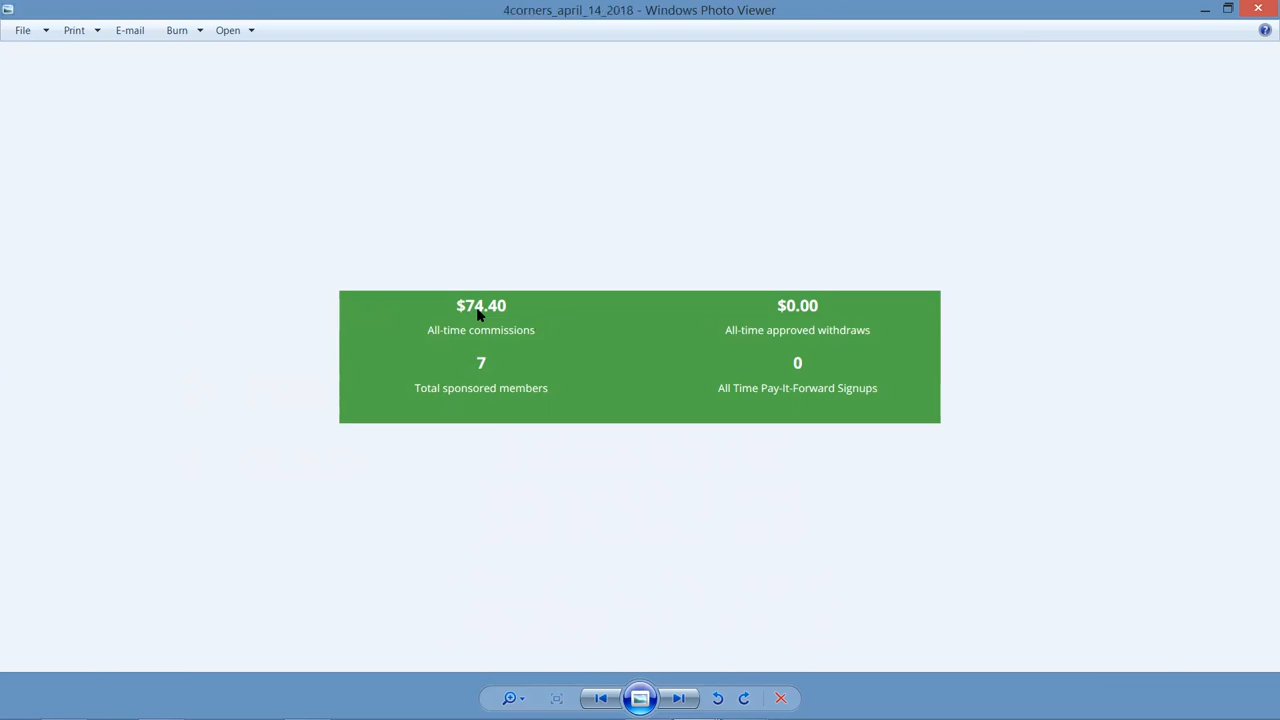 4corners_april_14_2018 - Windows Photo Viewer
File Print E-mail Burn Open
$74.40 $0.00
All-time commissions All-time approved withdraws
7 0
Total sponsored members All Time Pay-It-Forward Signups